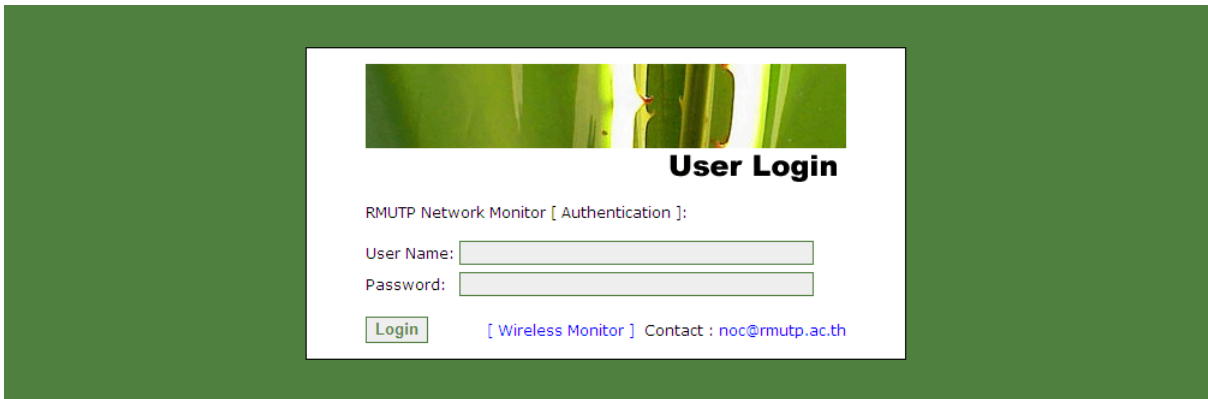 User Login
RMUTP Network Monitor [ Authentication ]:
User Name:
Password:
Login [ Wireless Monitor ] Contact : noc@rmutp.ac.th